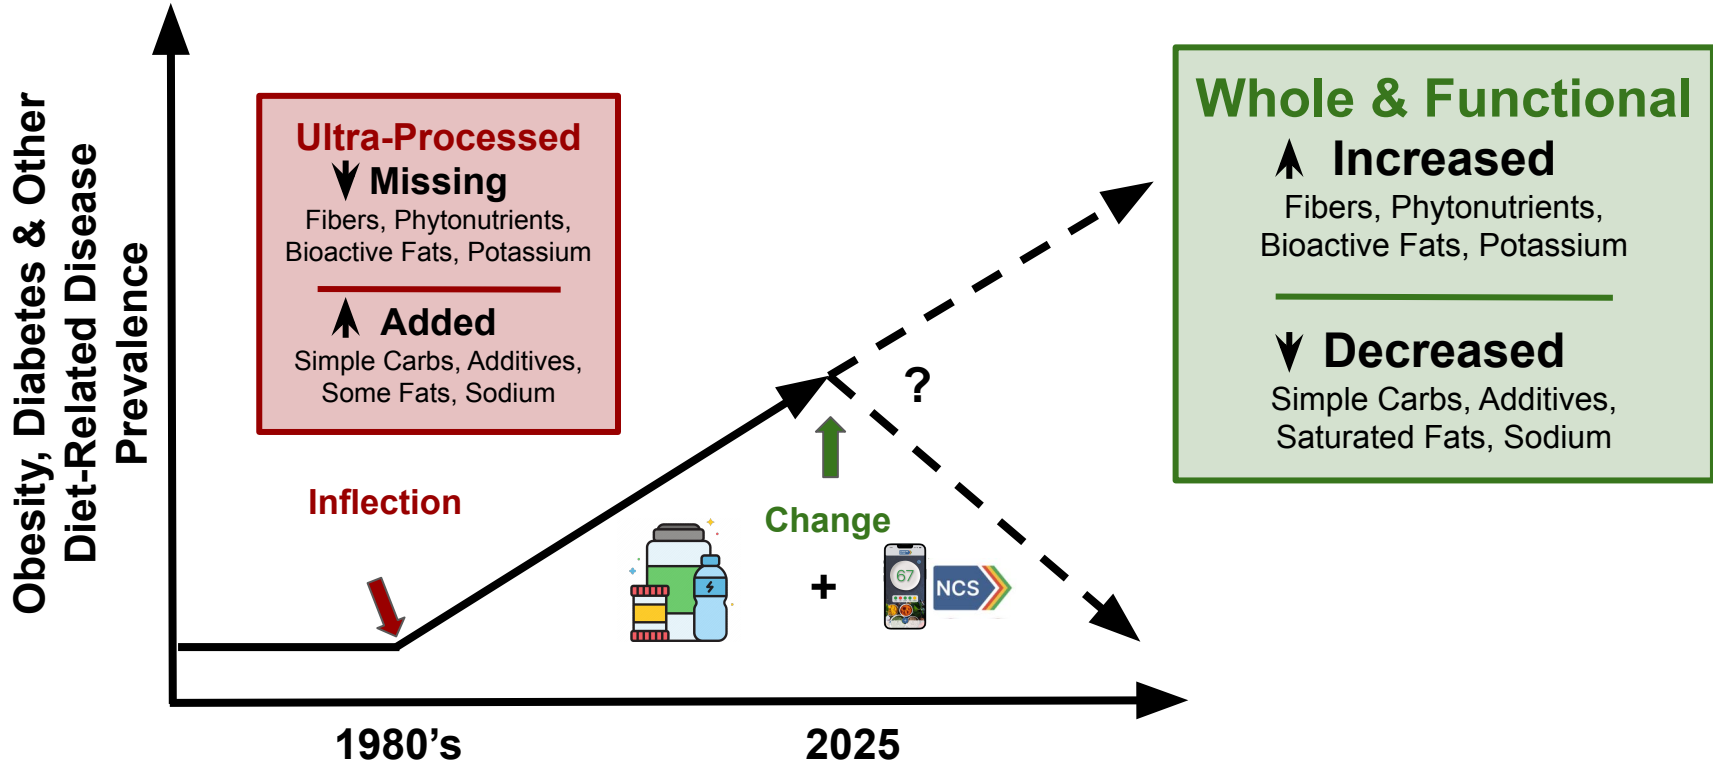 Obesity, Diabetes & Other
Diet-Related Disease
Prevalence
Ultra-Processed
Missing
Fibers, Phytonutrients,
Bioactive Fats, Potassium
Added
Simple Carbs, Additives,
Some Fats, Sodium
Inflection
Change
+
67
NCS
?
Whole & Functional
Increased
Fibers, Phytonutrients,
Bioactive Fats, Potassium
Decreased
Simple Carbs, Additives,
Saturated Fats, Sodium
1980's
2025